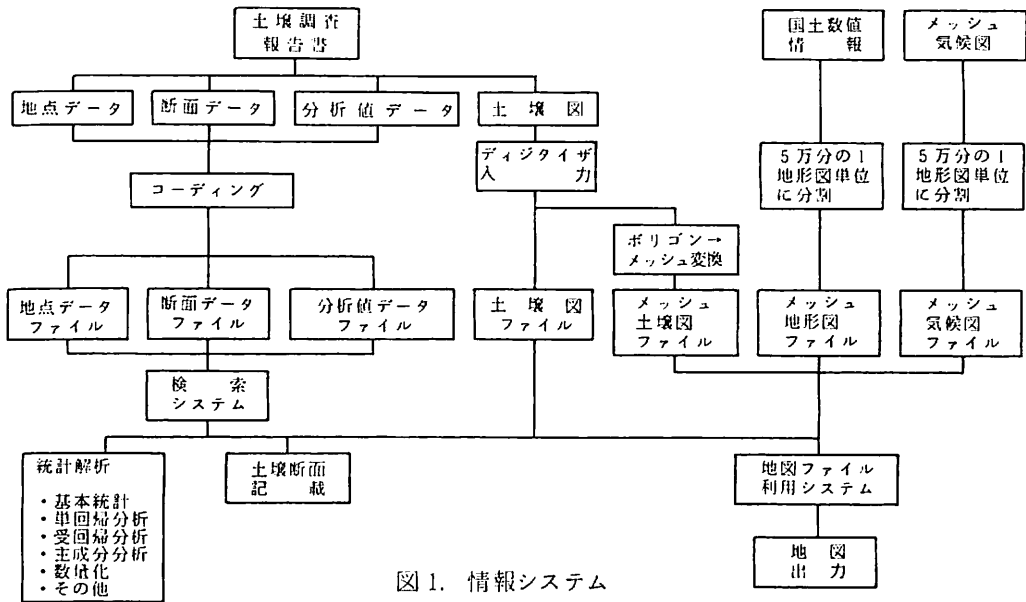 土壌調査
報告書
国土数値
情報
メッシュ
気候図
地点データ
断面データ
分析値データ
土壌図
ディジタイザ
入力
5万分の1
地形図単位
に分割
5万分の1
地形図単位
に分割
コーディング
ポリゴン→
メッシュ変換
地点データ
ファイル
断面データ
ファイル
分析値データ
ファイル
土壌図
ファイル
メッシュ
土壌図
ファイル
メッシュ
地形図
ファイル
メッシュ
気候図
ファイル
検索
システム
統計解析
・基本統計
・単回帰分析
・受回帰分析
・主成分分析
・数値化
・その他
土壌断面
記載
地図ファイル
利用システム
地図
出力
図1. 情報システム